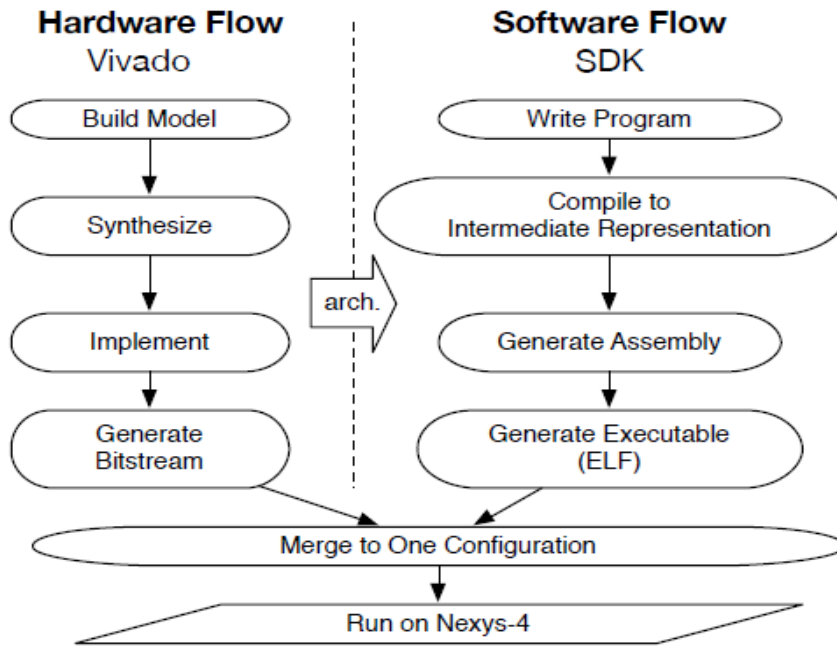 Hardware Flow
Vivado
Build Model
Synthesize
Implement
Generate
Bitstream
arch.
Software Flow
SDK
Write Program
Compile to
Intermediate Representation
Generate Assembly
Generate Executable
(ELF)
Merge to One Configuration
Run on Nexys-4